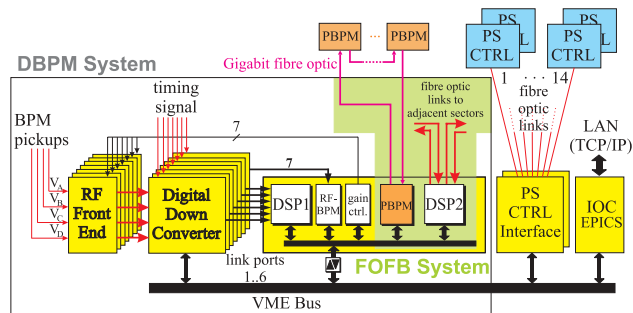 PBPM ... PBPM
PS CTRL
PS CTRL
PS CTRL
PS CTRL
DBPM System
Gigabit fibre optic
1 . . . 14
fibre
optic
links
timing
signal
fibre optic
links to
adjacent sectors
BPM
pickups
7
7
LAN
(TCP/IP)
VA
VB
VC
VD
RF
Front
End
Digital
Down
Converter
DSP1
RF-
BPM
gain
ctrl.
PBPM
DSP2
PS
CTRL
Interface
IOC
EPICS
link ports
1..6
FOFB System
VME Bus